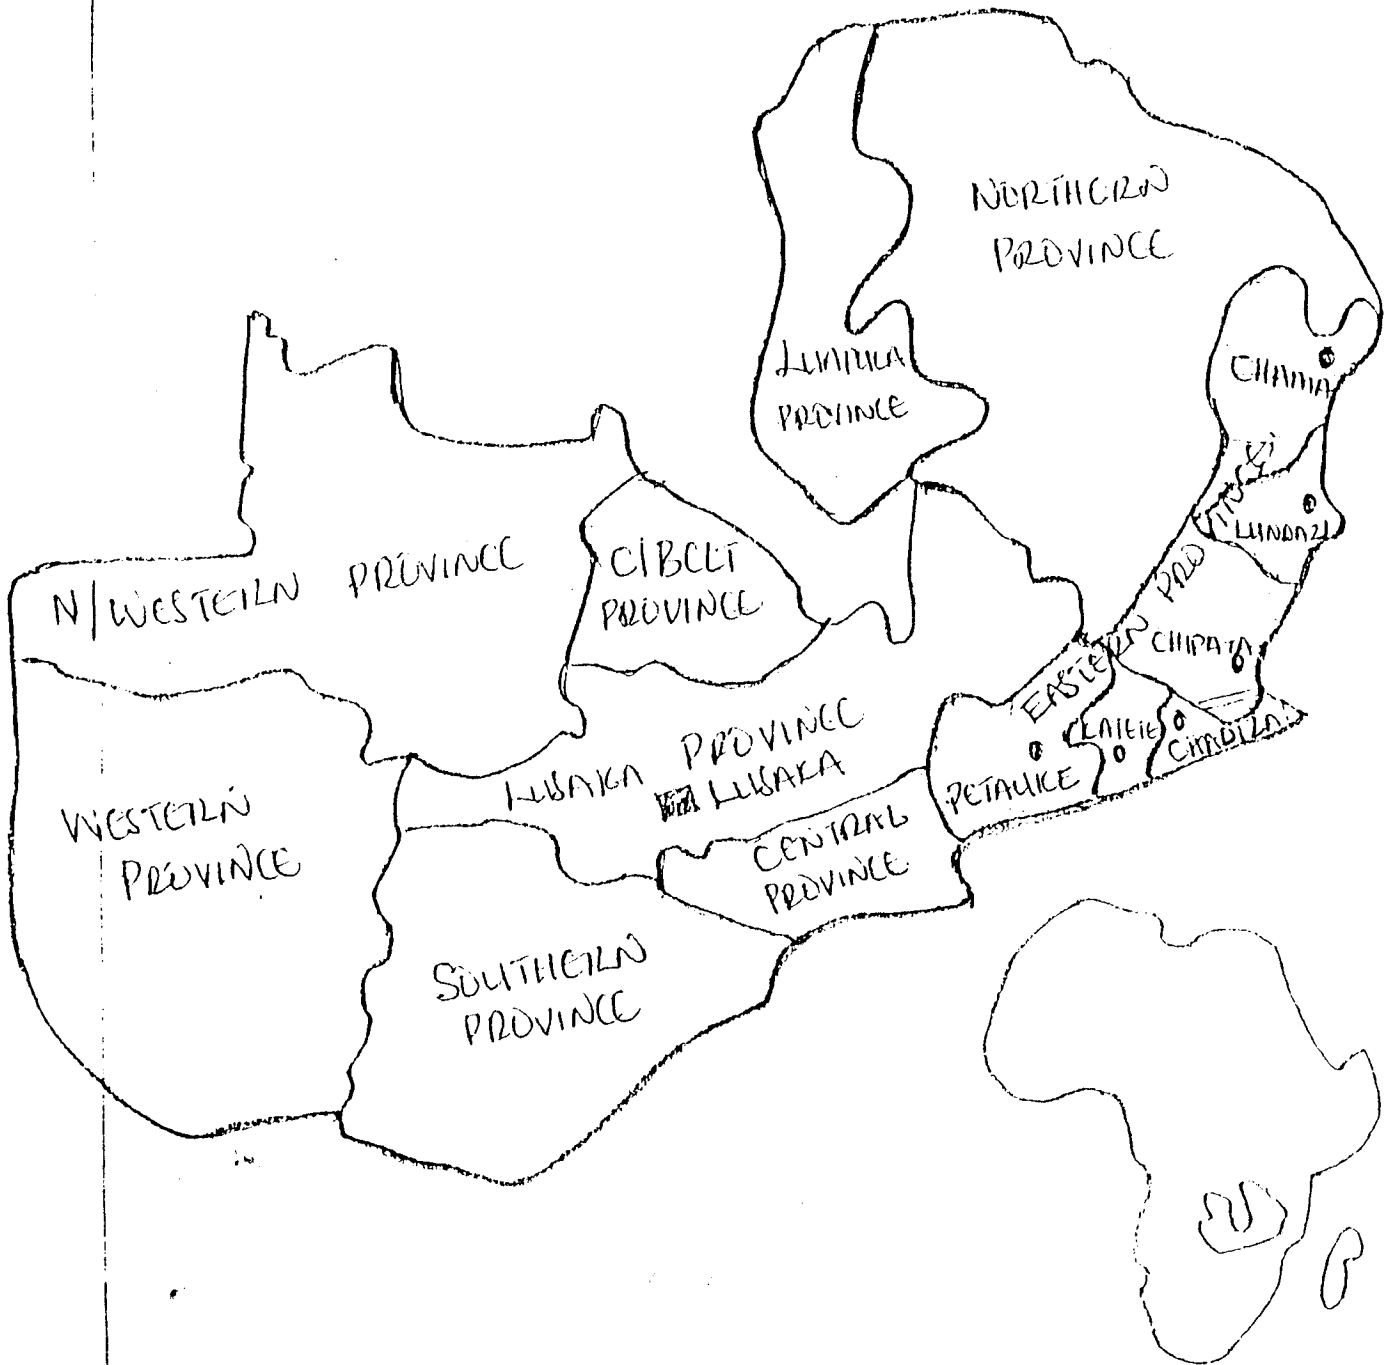 NORTHERN
PROVINCE
LUAPULA
PROVINCE
CHAMA
LUNDAZI
N/WESTERN PROVINCE
C/BELT
PROVINCE
CHIPATA
EASTERN PROVINCE
KATETE
CHADIZA
PETAUKE
LUSAKA PROVINCE
LUSAKA
WESTERN
PROVINCE
CENTRAL
PROVINCE
SOUTHERN
PROVINCE